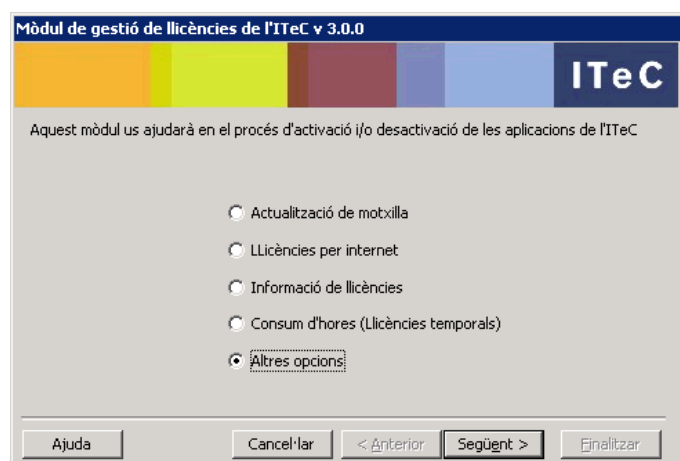 Mòdul de gestió de llicències de l'ITeC v 3.0.0
ITeC
Aquest mòdul us ajudarà en el procés d'activació i/o desactivació de les aplicacions de l'ITeC
Actualització de motxilla
LLicències per internet
Informació de llicències
Consum d'hores (Llicències temporals)
Altres opcions
Ajuda
Cancel·lar
< Anterior
Següent >
Finalitzar